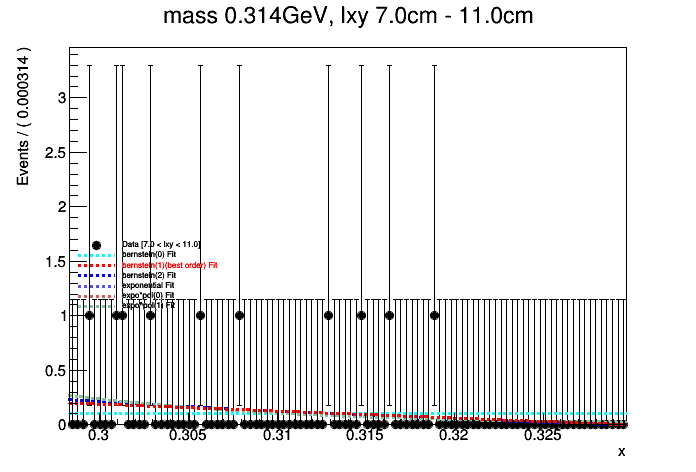 mass 0.314GeV, lxy 7.0cm - 11.0cm
Events / ( 0.000314 )
3
2.5
2
1.5
1
0.5
0
Data [7.0 < lxy < 11.0]
bernstein(0) Fit
bernstein(1)(best order) Fit
bernstein(2) Fit
exponential Fit
expo*pol(0) Fit
expo*pol(1) Fit
0.3 0.305 0.31 0.315 0.32 0.325
x